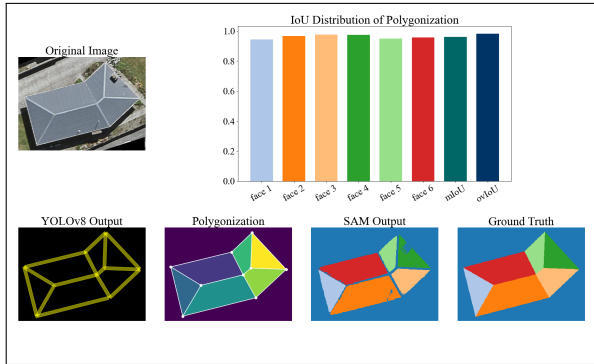 IoU Distribution of Polygonization
Original Image
1.0
0.8
0.6
0.4
0.2
0.0
face 1 face 2 face 3 face 4 face 5 face 6 mIoU ovIoU
YOLOv8 Output Polygonization SAM Output Ground Truth